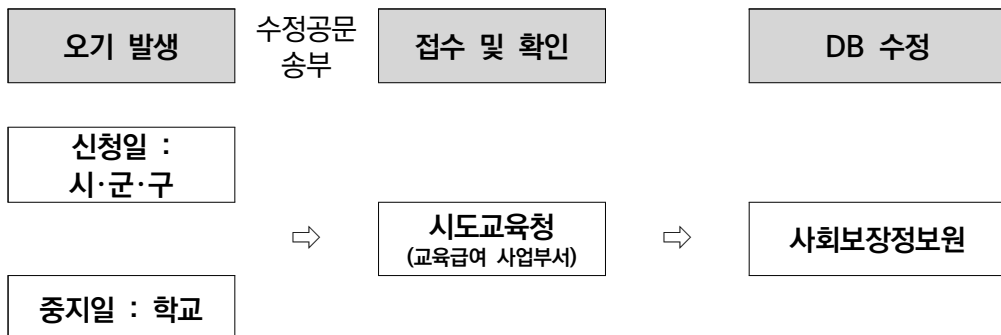 오기 발생
수정공문
송부
접수 및 확인
DB 수정
신청일 :
시·군·구
⇨
시도교육청
(교육급여 사업부서)
⇨
사회보장정보원
중지일 : 학교